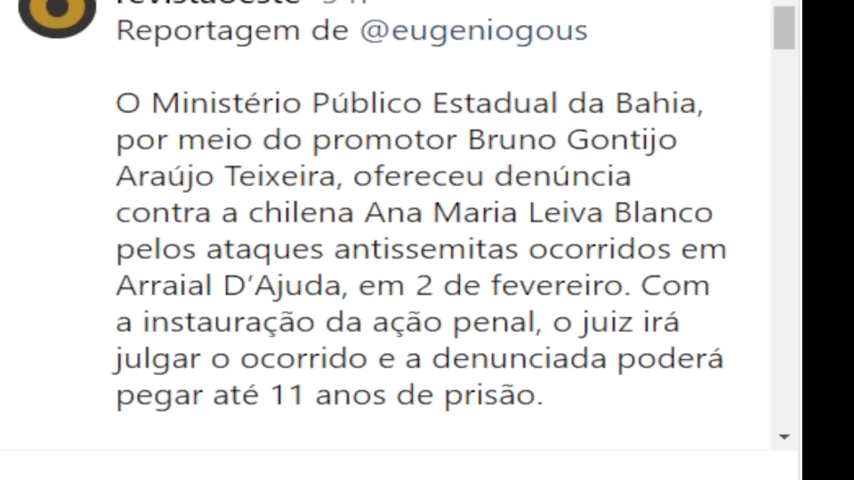 Reportagem de @eugeniogous
O Ministério Público Estadual da Bahia,
por meio do promotor Bruno Gontijo
Araújo Teixeira, ofereceu denúncia
contra a chilena Ana Maria Leiva Blanco
pelos ataques antissemitas ocorridos em
Arraial D’Ajuda, em 2 de fevereiro. Com
a instauração da ação penal, o juiz irá
julgar o ocorrido e a denunciada poderá
pegar até 11 anos de prisão.